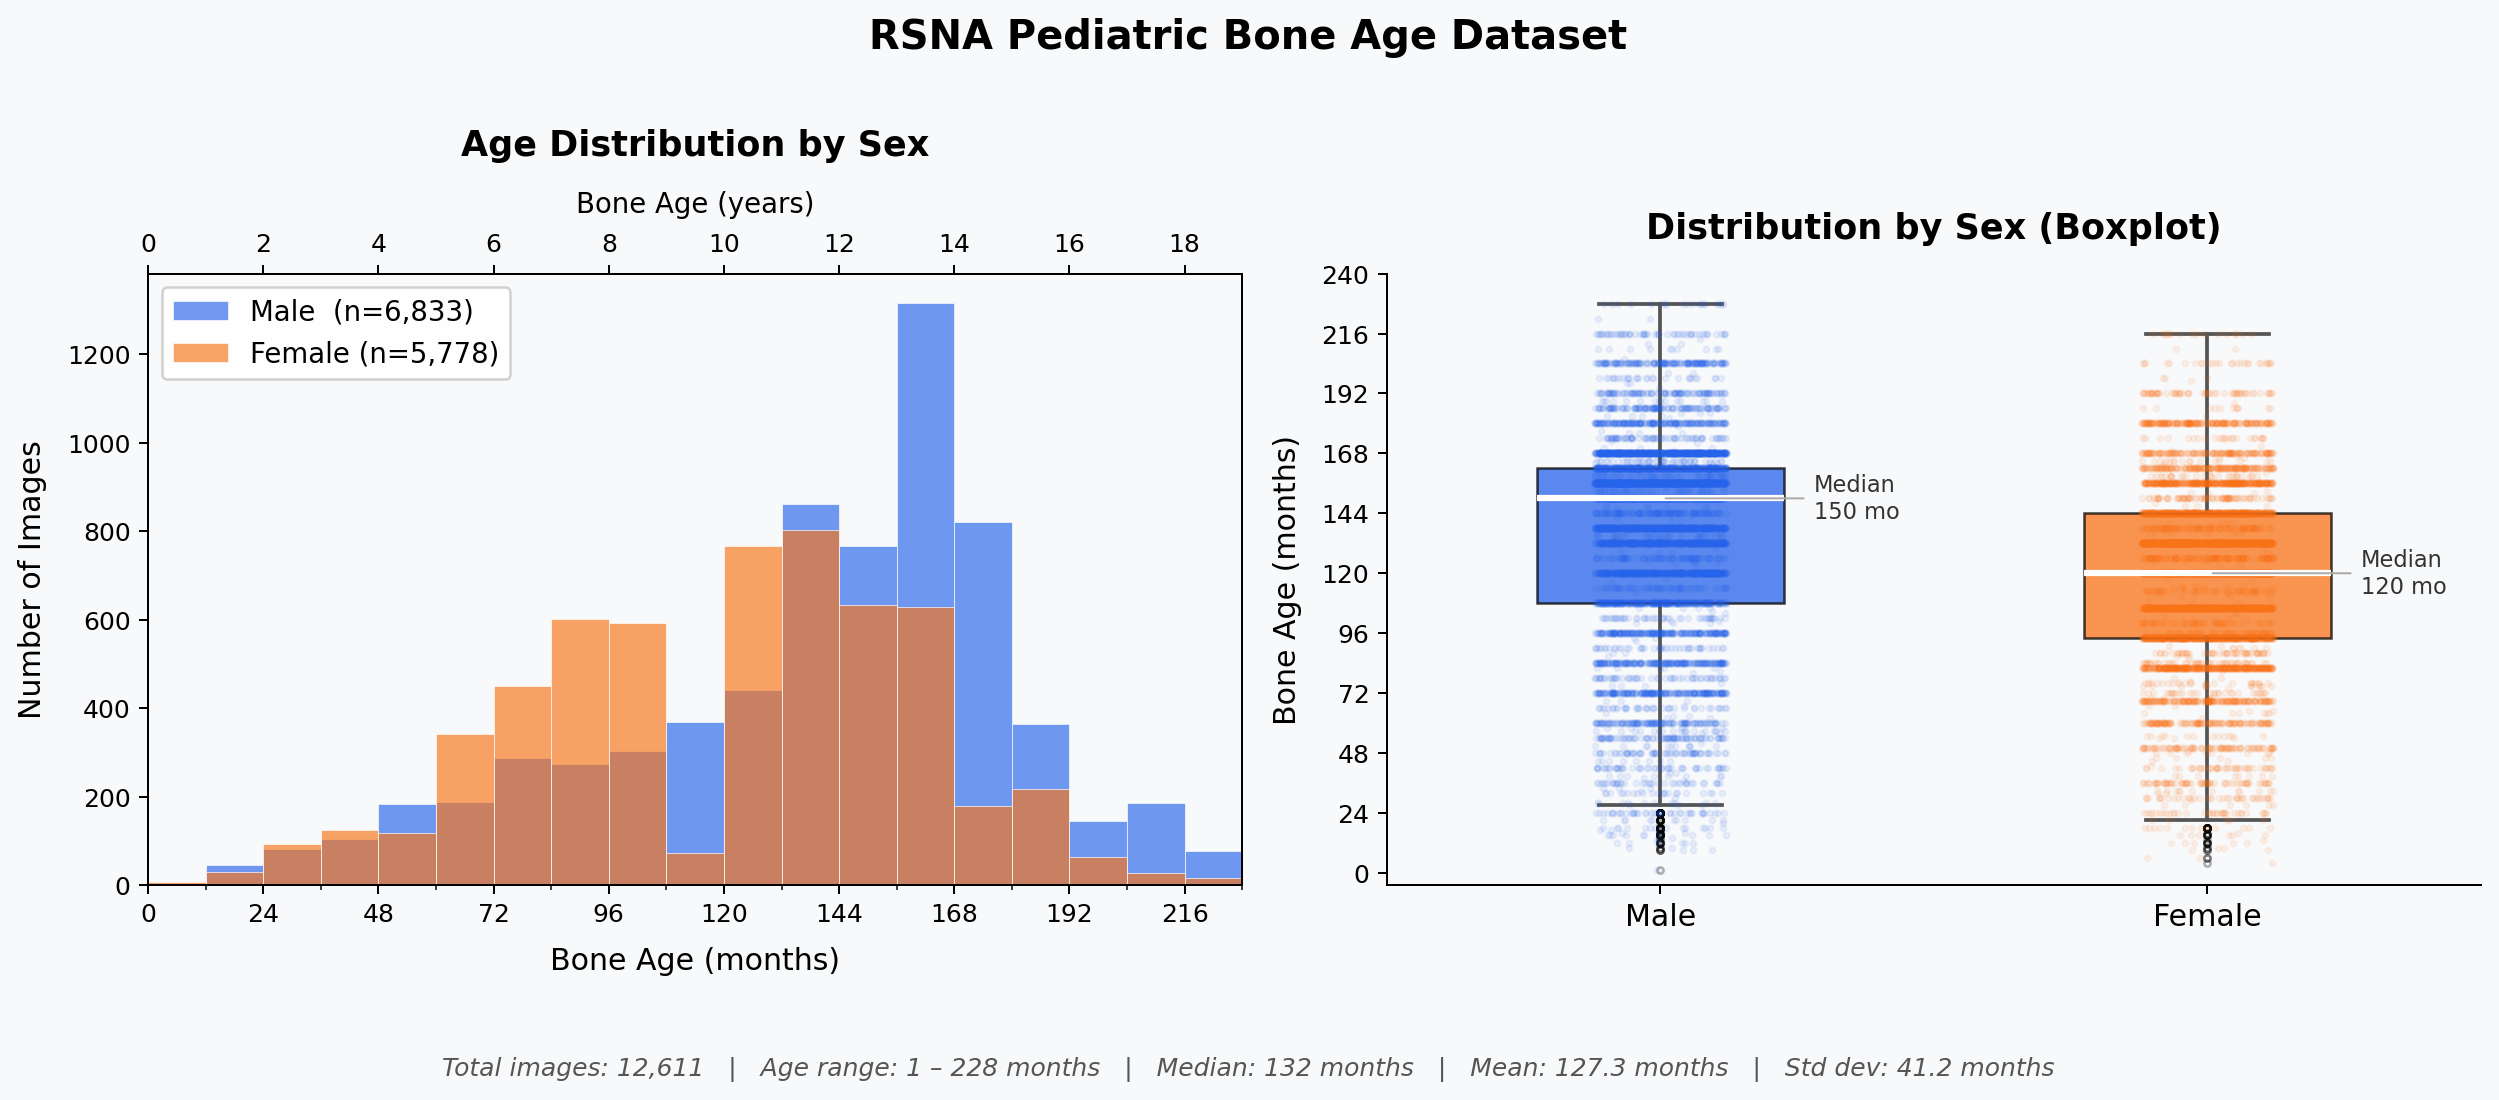 RSNA Pediatric Bone Age Dataset
Age Distribution by Sex
Bone Age (years)
0 2 4 6 8 10 12 14 16 18
Male (n=6,833)
Female (n=5,778)
Number of Images
1200
1000
800
600
400
200
0
0 24 48 72 96 120 144 168 192 216
Bone Age (months)
Distribution by Sex (Boxplot)
Bone Age (months)
240
216
192
168
144
120
96
72
48
24
0
Median
150 mo
Median
120 mo
Male Female
Total images: 12,611 | Age range: 1 – 228 months | Median: 132 months | Mean: 127.3 months | Std dev: 41.2 months